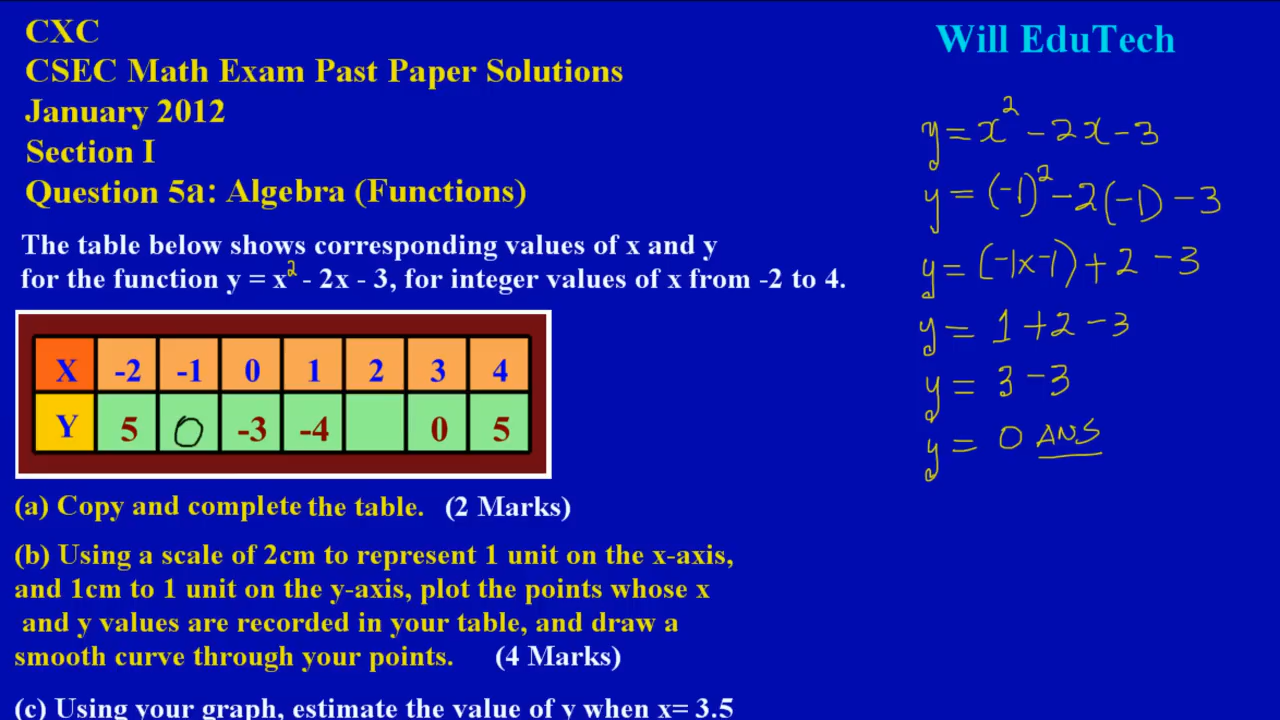 CXC
CSEC Math Exam Past Paper Solutions
January 2012
Section I
Question 5a: Algebra (Functions)
The table below shows corresponding values of x and y
for the function y = x² - 2x - 3, for integer values of x from -2 to 4.
X -2 -1 0 1 2 3 4
Y 5 0 -3 -4 0 5
(a) Copy and complete the table. (2 Marks)
(b) Using a scale of 2cm to represent 1 unit on the x-axis,
and 1cm to 1 unit on the y-axis, plot the points whose x
and y values are recorded in your table, and draw a
smooth curve through your points. (4 Marks)
(c) Using your graph, estimate the value of y when x= 3.5
Will EduTech
y = x² - 2x - 3
y = (-1)² - 2(-1) - 3
y = (-1x-1) + 2 - 3
y = 1 + 2 - 3
y = 3 - 3
y = 0 ANS